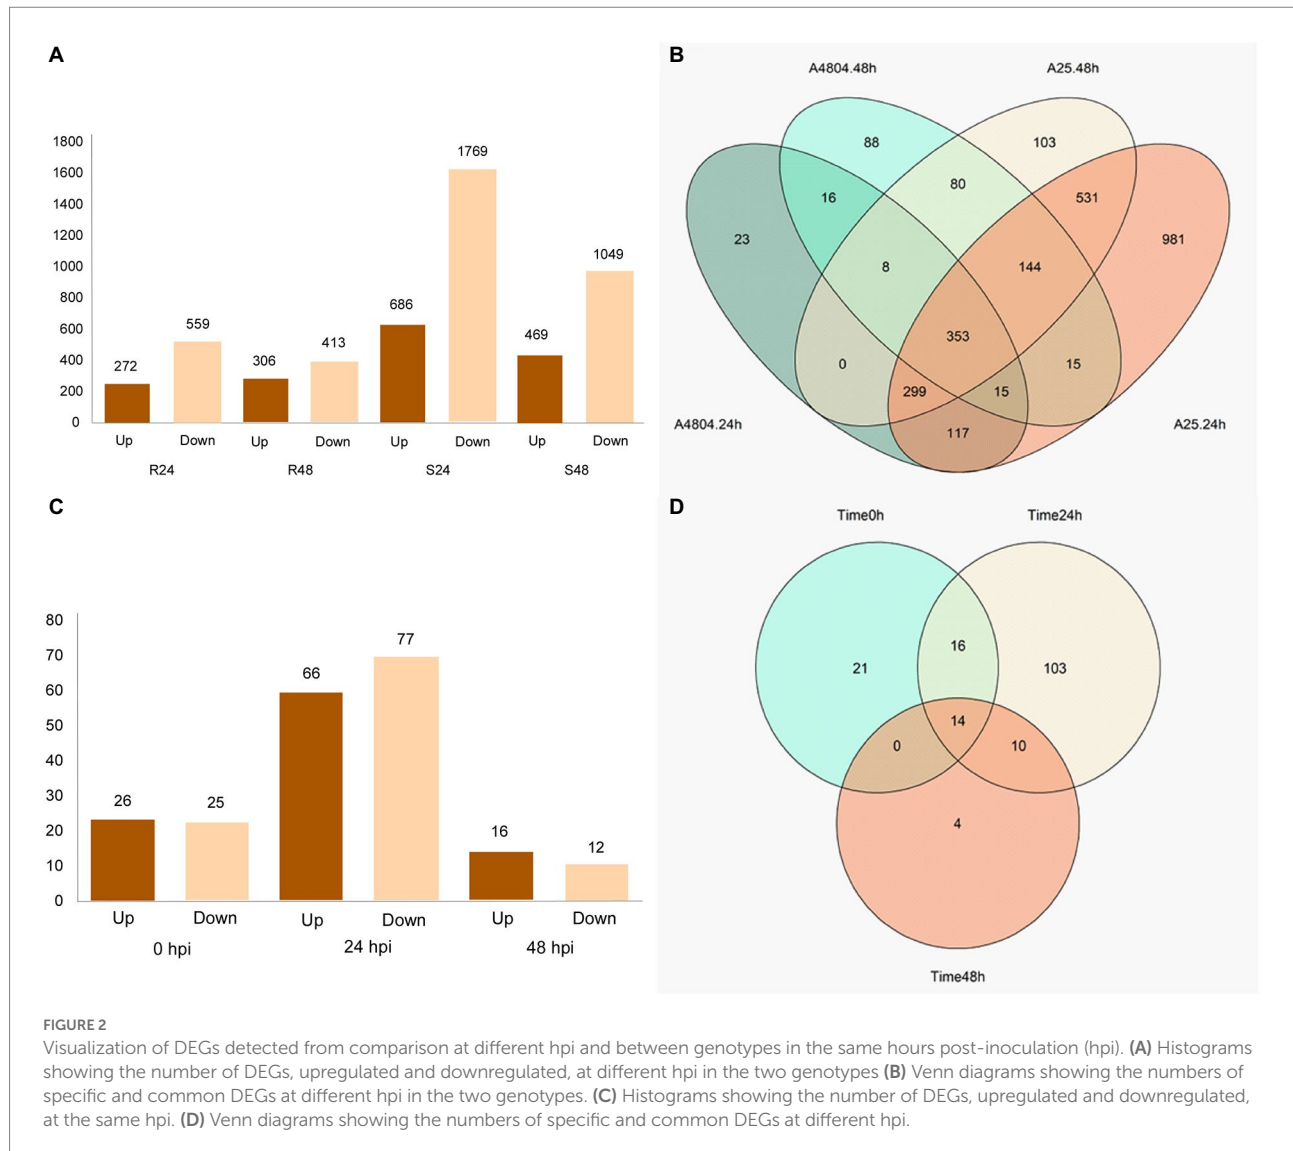 A
1800
1600
1400
1200
1000
800
600
400
200
0
272
559
306
413
686
1769
469
1049
Up
Down
Up
Down
Up
Down
Up
Down
R24
R48
S24
S48
B
A4804.48h
A25.48h
88
103
16
80
531
23
8
144
981
353
0
15
299
15
A4804.24h
117
A25.24h
C
80
70
60
50
40
30
20
10
0
26
25
66
77
16
12
Up
Down
Up
Down
Up
Down
0 hpi
24 hpi
48 hpi
D
Time0h
Time24h
16
21
103
14
0
10
4
Time48h
FIGURE 2
Visualization of DEGs detected from comparison at different hpi and between genotypes in the same hours post-inoculation (hpi). (A) Histograms
showing the number of DEGs, upregulated and downregulated, at different hpi in the two genotypes (B) Venn diagrams showing the numbers of
specific and common DEGs at different hpi in the two genotypes. (C) Histograms showing the number of DEGs, upregulated and downregulated,
at the same hpi. (D) Venn diagrams showing the numbers of specific and common DEGs at different hpi.